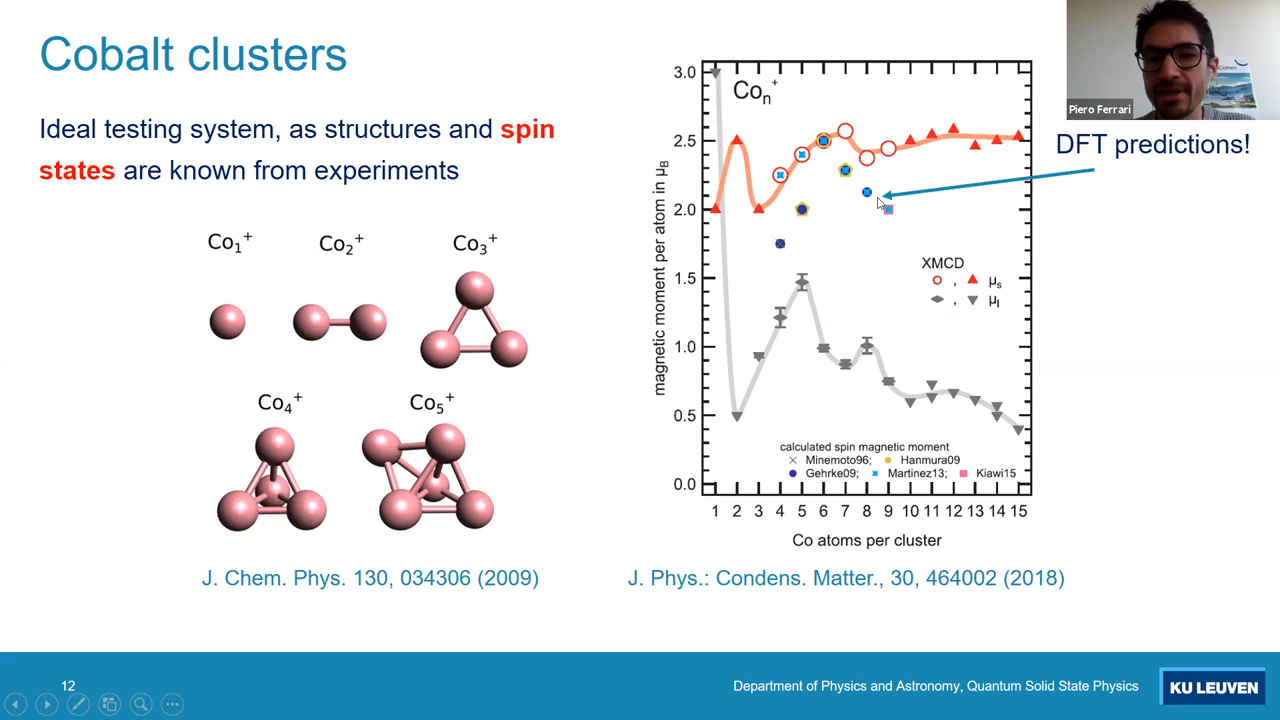 Cobalt clusters
Ideal testing system, as structures and spin
states are known from experiments
Co1+
Co2+
Co3+
Co4+
Co5+
J. Chem. Phys. 130, 034306 (2009)
magnetic moment per atom in μB
3.0
2.5
2.0
1.5
1.0
0.5
0.0
Con+
XMCD
, μs
, μl
calculated spin magnetic moment
Minemoto96; Hanmura09
Gehrke09; Martinez13; Kiawi15
1 2 3 4 5 6 7 8 9 10 11 12 13 14 15
Co atoms per cluster
J. Phys.: Condens. Matter., 30, 464002 (2018)
Piero Ferrari
DFT predictions!
12
Department of Physics and Astronomy, Quantum Solid State Physics
KU LEUVEN